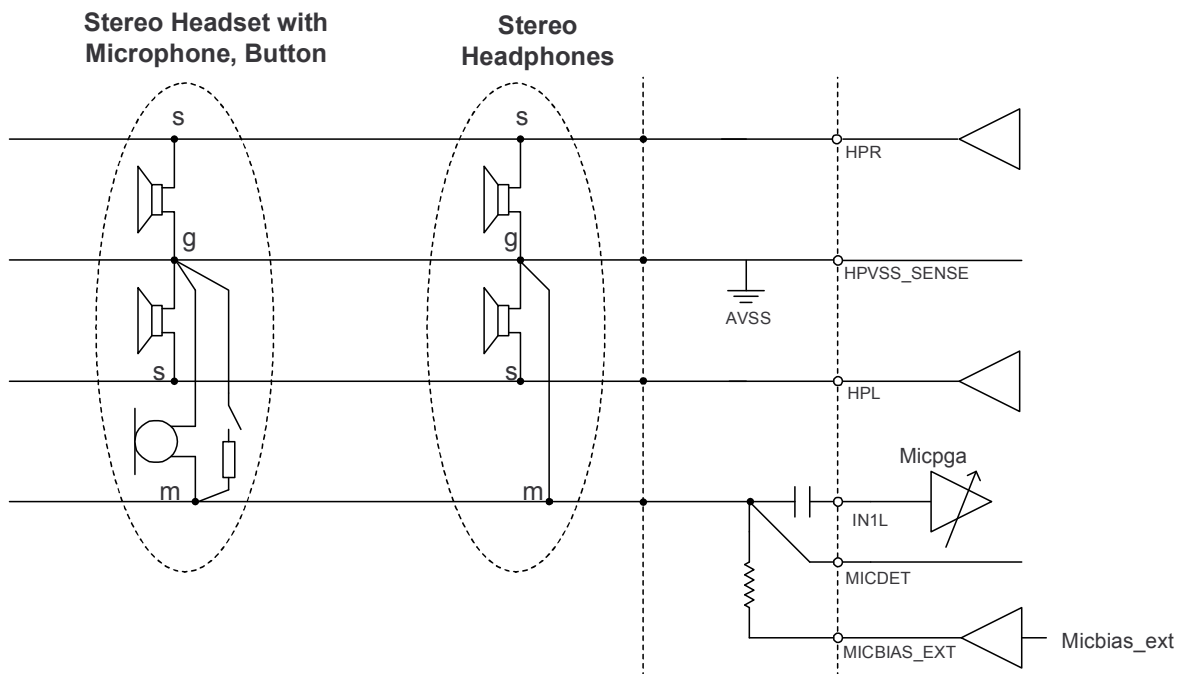 Stereo Headset with
Microphone, Button
Stereo
Headphones
s
s
HPR
g
g
HPVSS_SENSE
AVSS
s
s
HPL
Micpga
m
m
IN1L
MICDET
MICBIAS_EXT
Micbias_ext